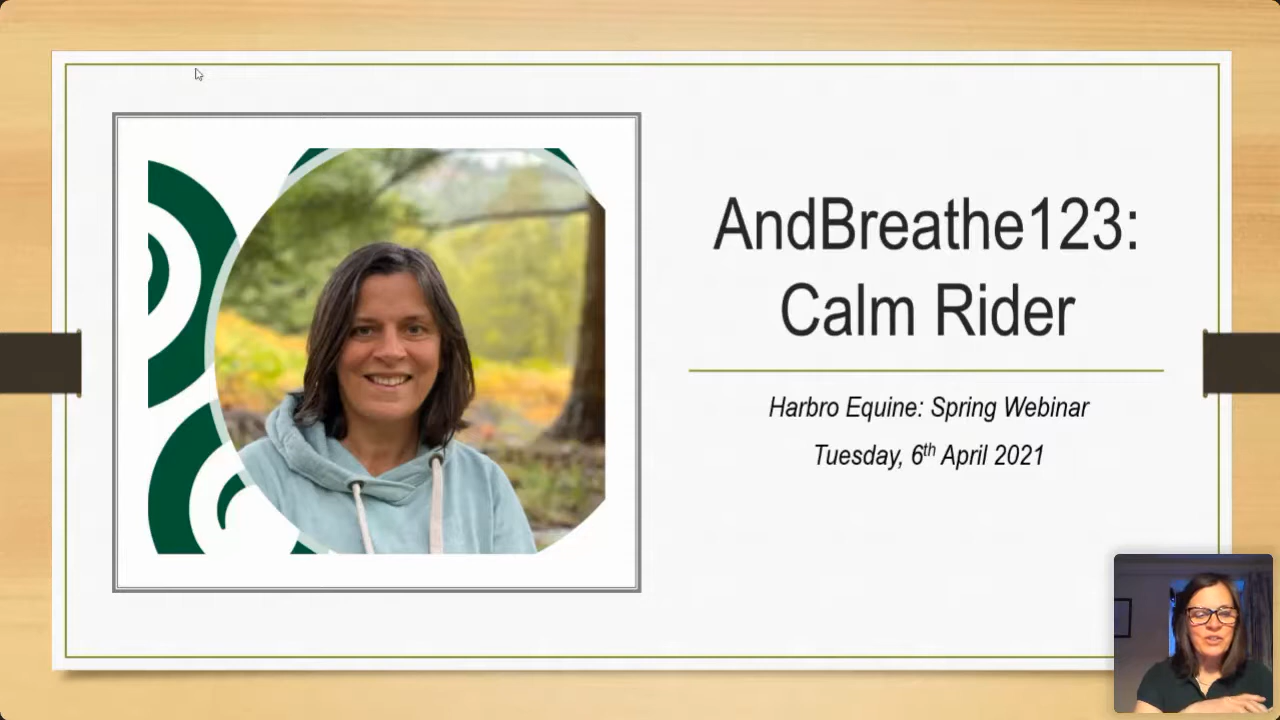 AndBreathe123:
Calm Rider
Harbro Equine: Spring Webinar
Tuesday, 6th April 2021